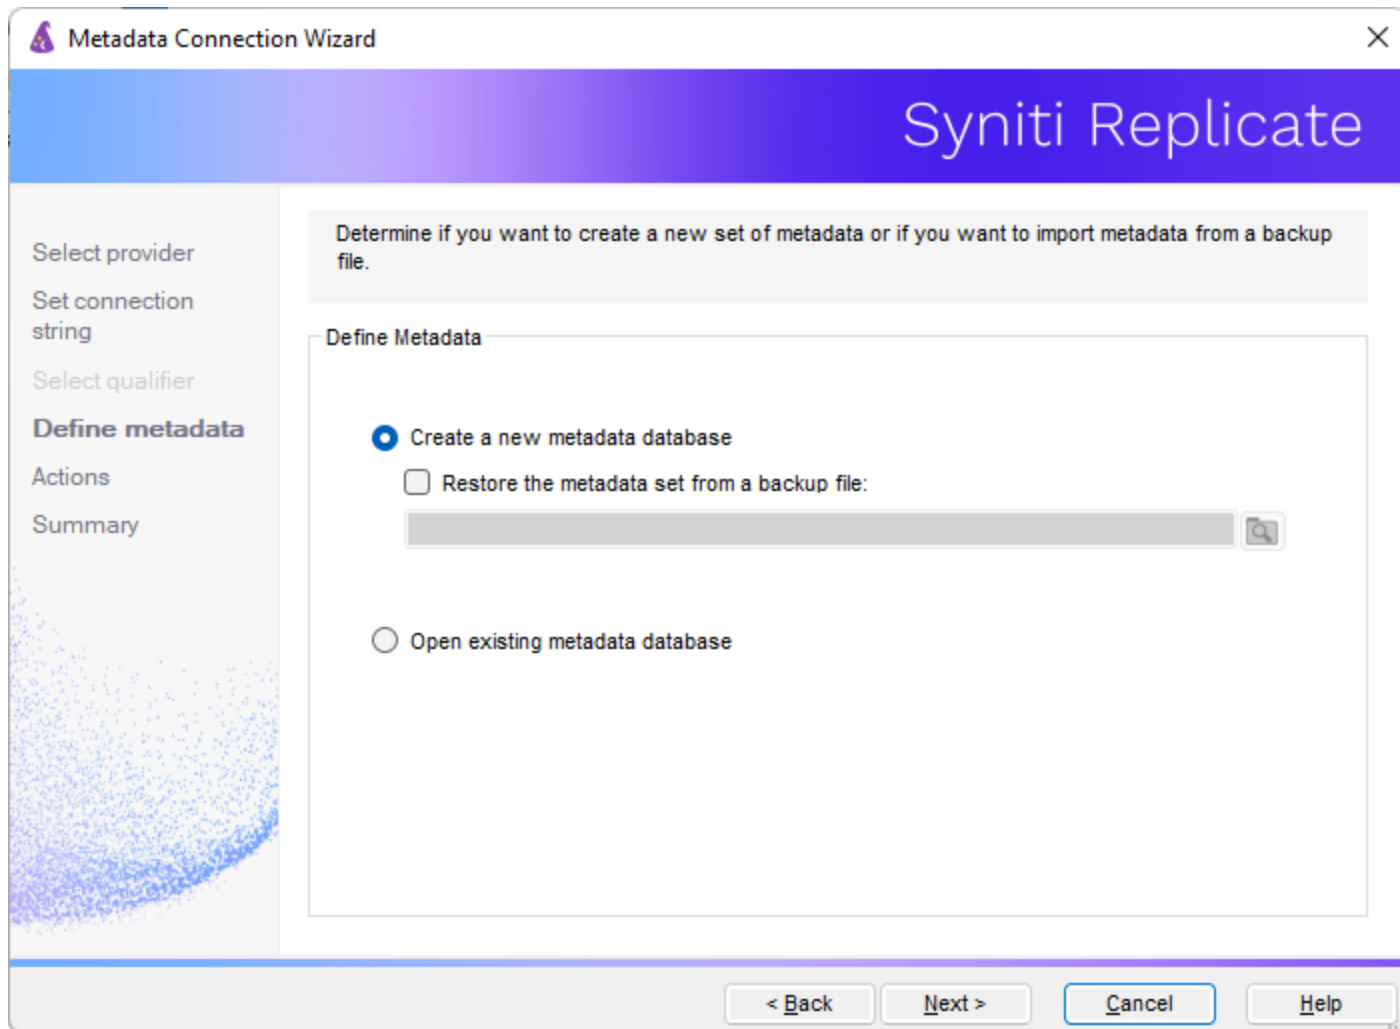 Metadata Connection Wizard
Syniti Replicate
Select provider
Set connection
string
Select qualifier
Define metadata
Actions
Summary
Determine if you want to create a new set of metadata or if you want to import metadata from a backup
file.
Define Metadata
Create a new metadata database
Restore the metadata set from a backup file:
Open existing metadata database
< Back
Next >
Cancel
Help